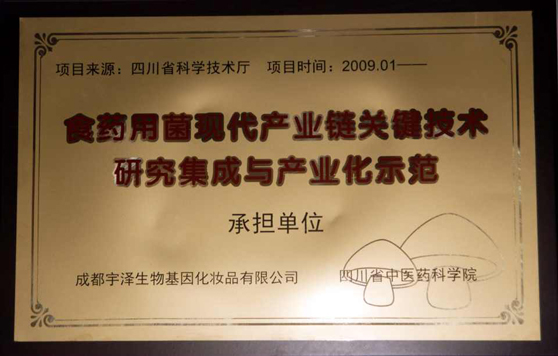 项目来源：四川省科学技术厅 项目时间：2009.01——
食药用菌现代产业链关键技术
研究集成与产业化示范
承担单位
成都宇泽生物基因化妆品有限公司 四川省中医药科学院